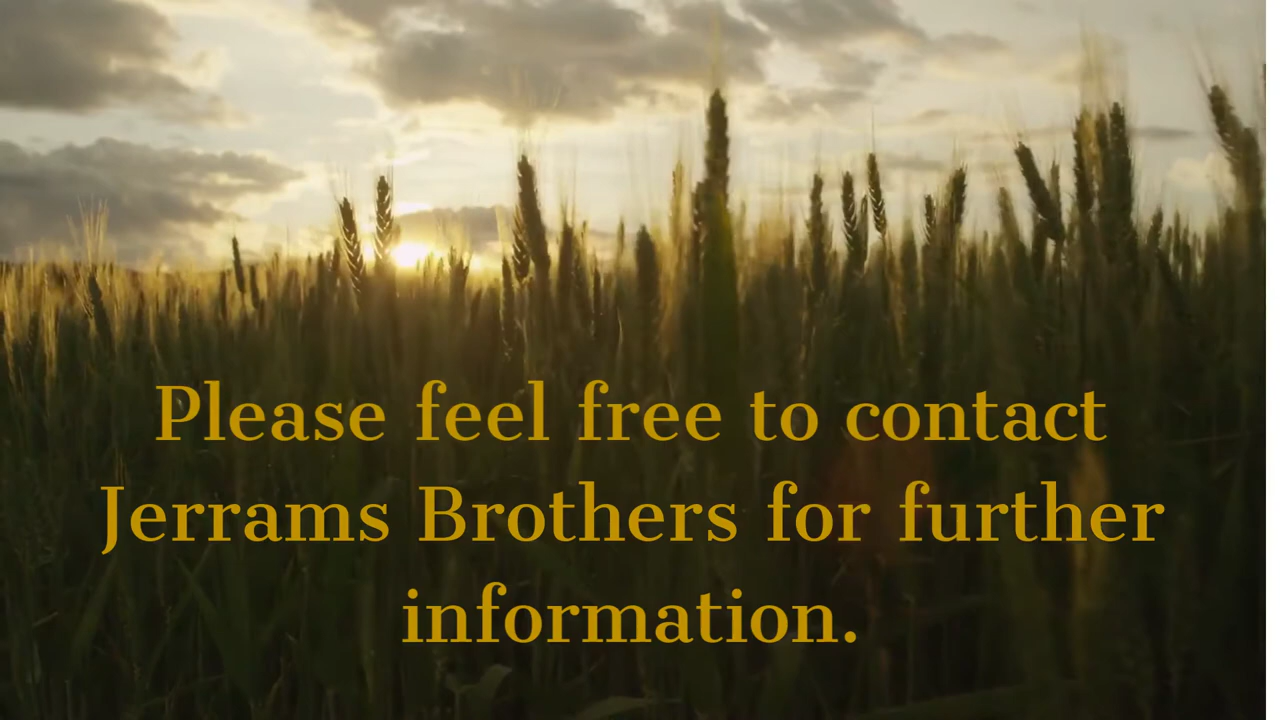 Please feel free to contact
Jerrams Brothers for further
information.